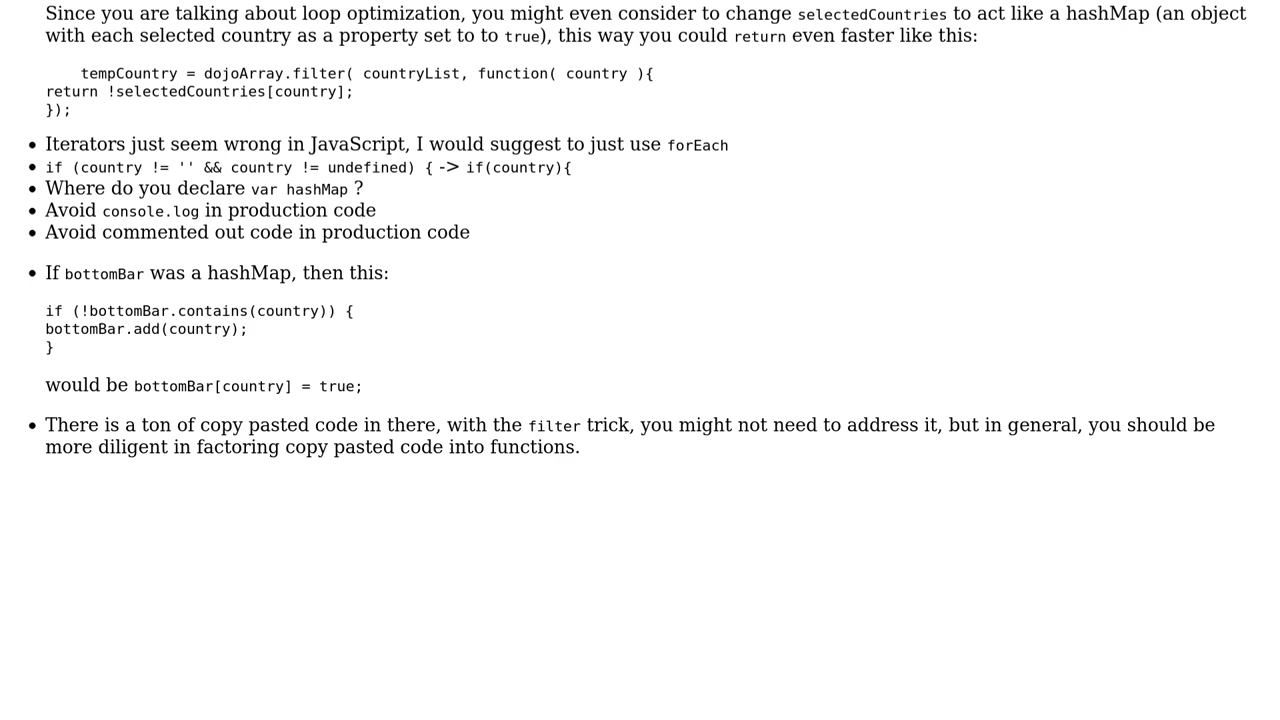 Since you are talking about loop optimization, you might even consider to change selectedCountries to act like a hashMap (an object
with each selected country as a property set to to true), this way you could return even faster like this:
tempCountry = dojoArray.filter( countryList, function( country ){
return !selectedCountries[country];
});
• Iterators just seem wrong in JavaScript, I would suggest to just use forEach
• if (country != '' && country != undefined) { -> if(country){
• Where do you declare var hashMap ?
• Avoid console.log in production code
• Avoid commented out code in production code
• If bottomBar was a hashMap, then this:
if (!bottomBar.contains(country)) {
bottomBar.add(country);
}
would be bottomBar[country] = true;
• There is a ton of copy pasted code in there, with the filter trick, you might not need to address it, but in general, you should be
more diligent in factoring copy pasted code into functions.